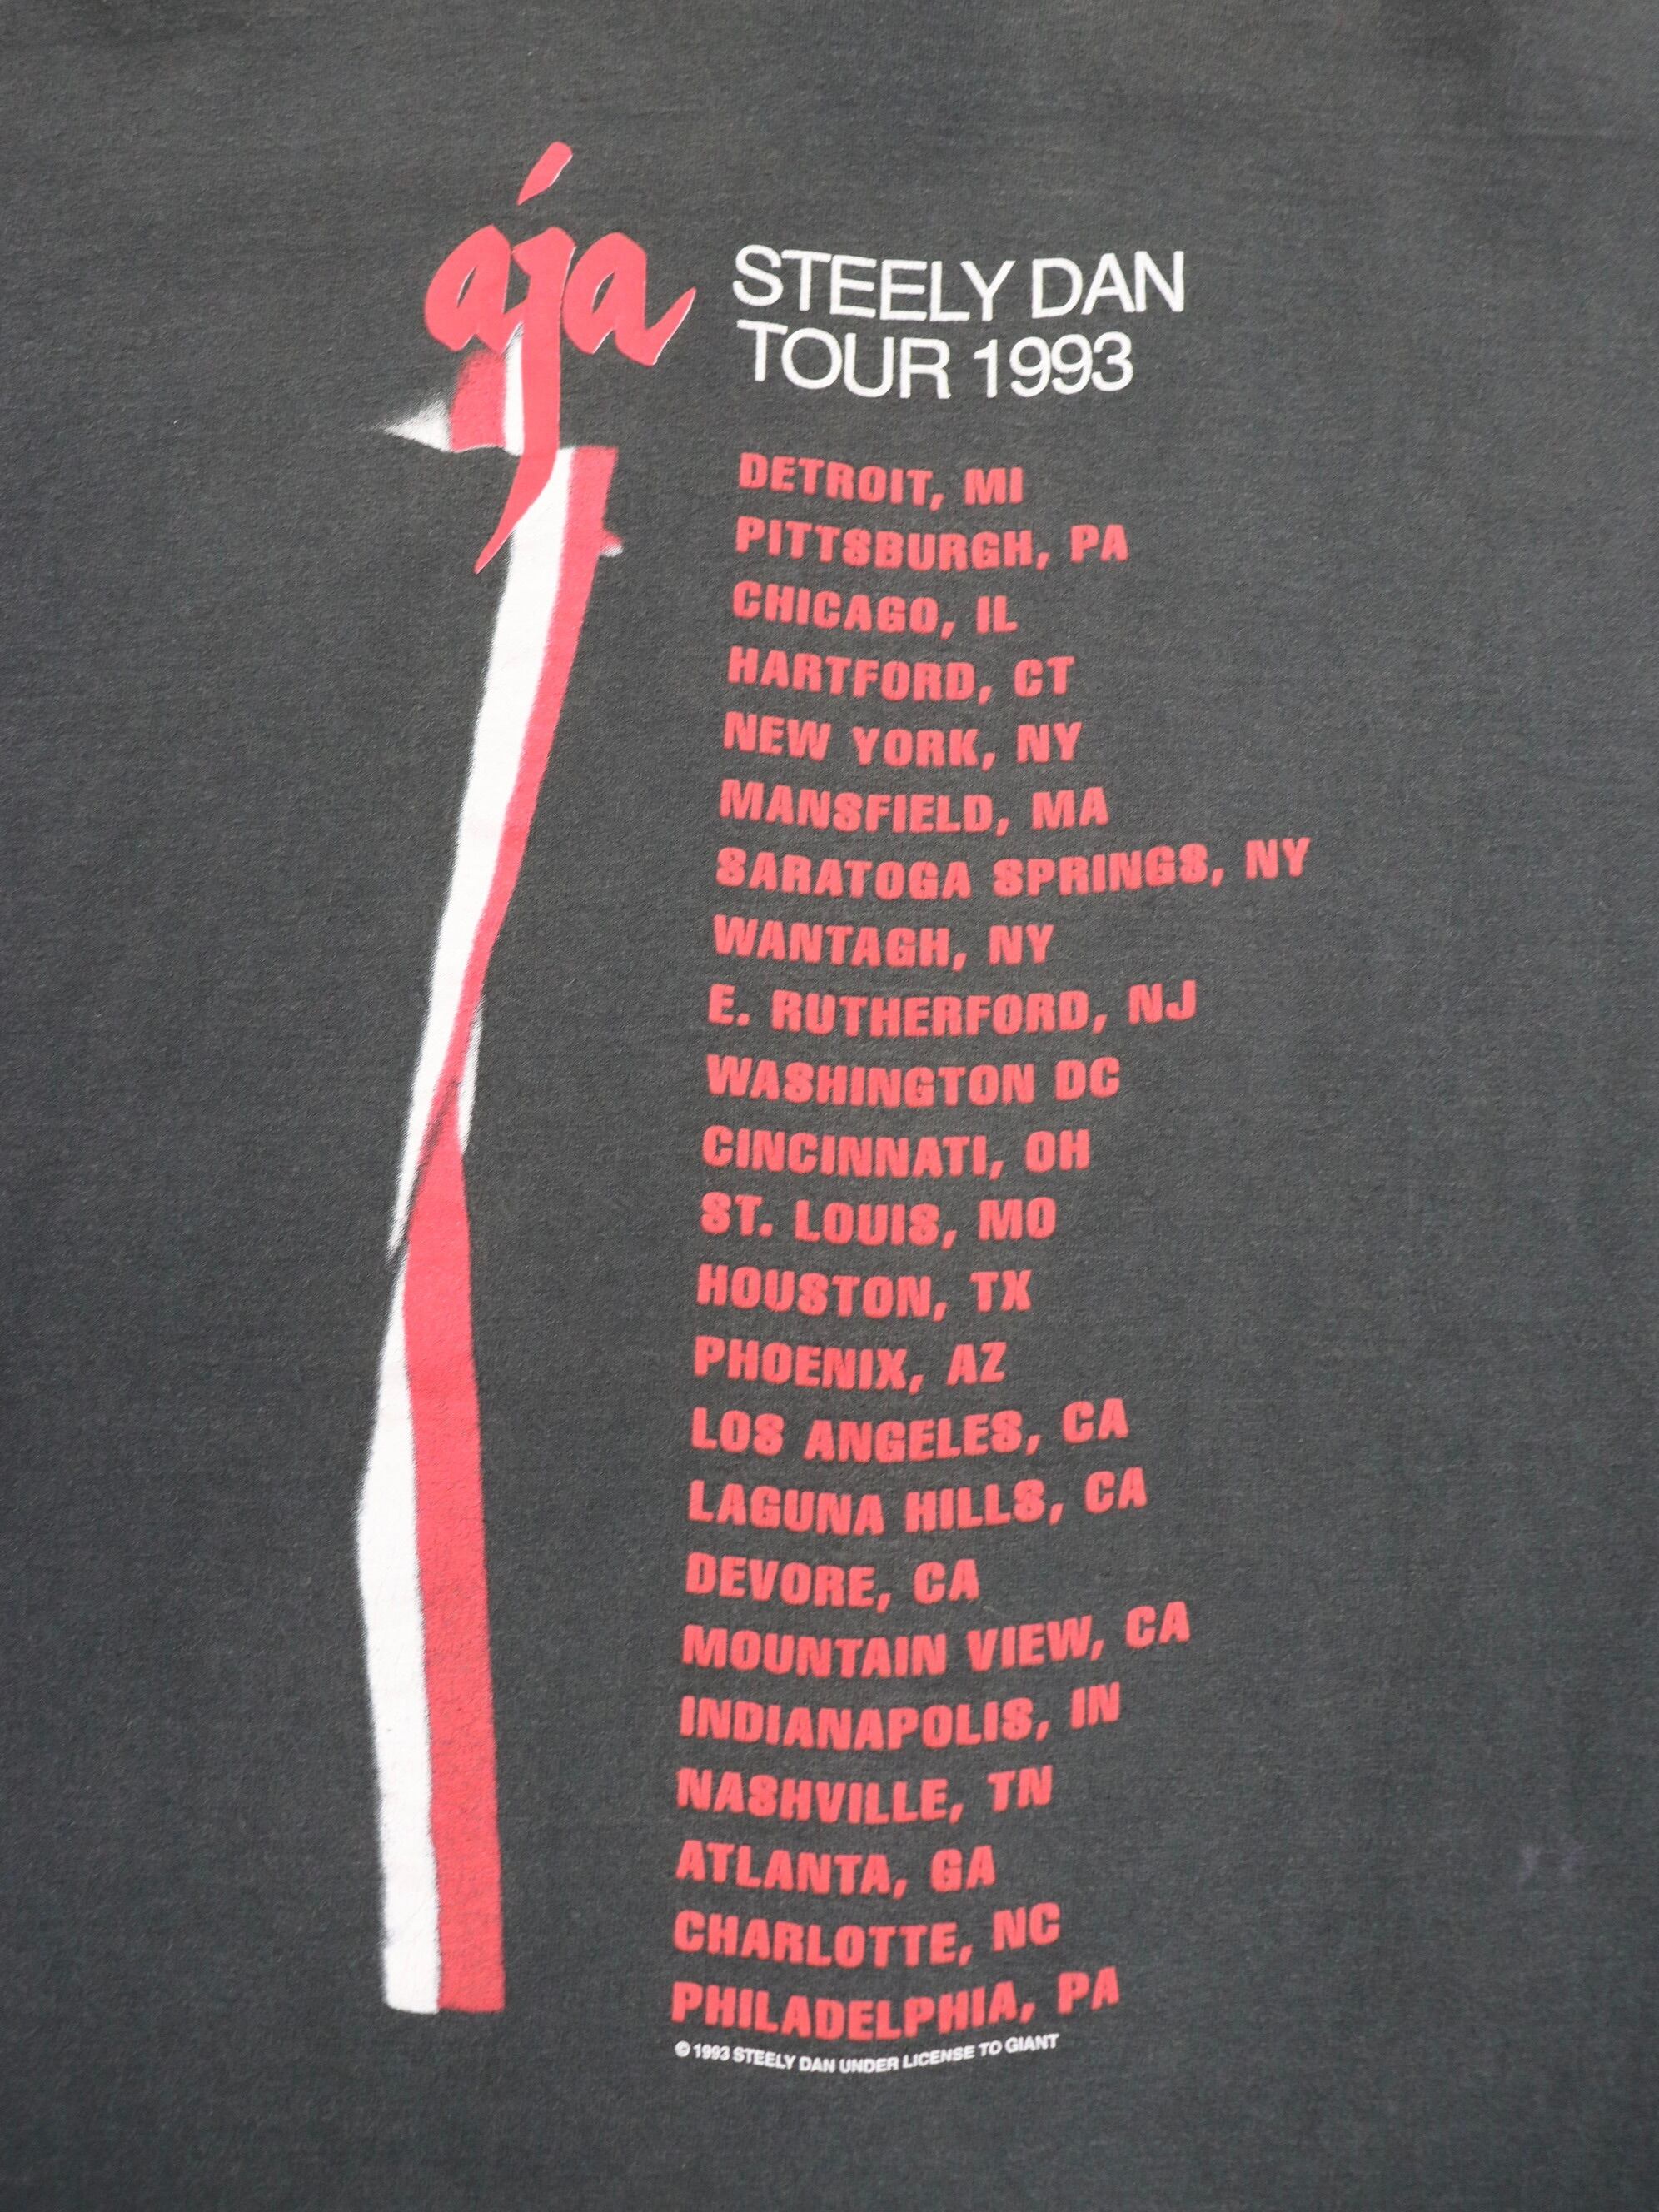 aja
STEELY DAN
TOUR 1993
DETROIT, MI
PITTSBURGH, PA
CHICAGO, IL
HARTFORD, CT
NEW YORK, NY
MANSFIELD, MA
SARATOGA SPRINGS, NY
WANTAGH, NY
E. RUTHERFORD, NJ
WASHINGTON DC
CINCINNATI, OH
ST. LOUIS, MO
HOUSTON, TX
PHOENIX, AZ
LOS ANGELES, CA
LAGUNA HILLS, CA
DEVORE, CA
MOUNTAIN VIEW, CA
INDIANAPOLIS, IN
NASHVILLE, TN
ATLANTA, GA
CHARLOTTE, NC
PHILADELPHIA, PA
© 1993 STEELY DAN UNDER LICENSE TO GIANT